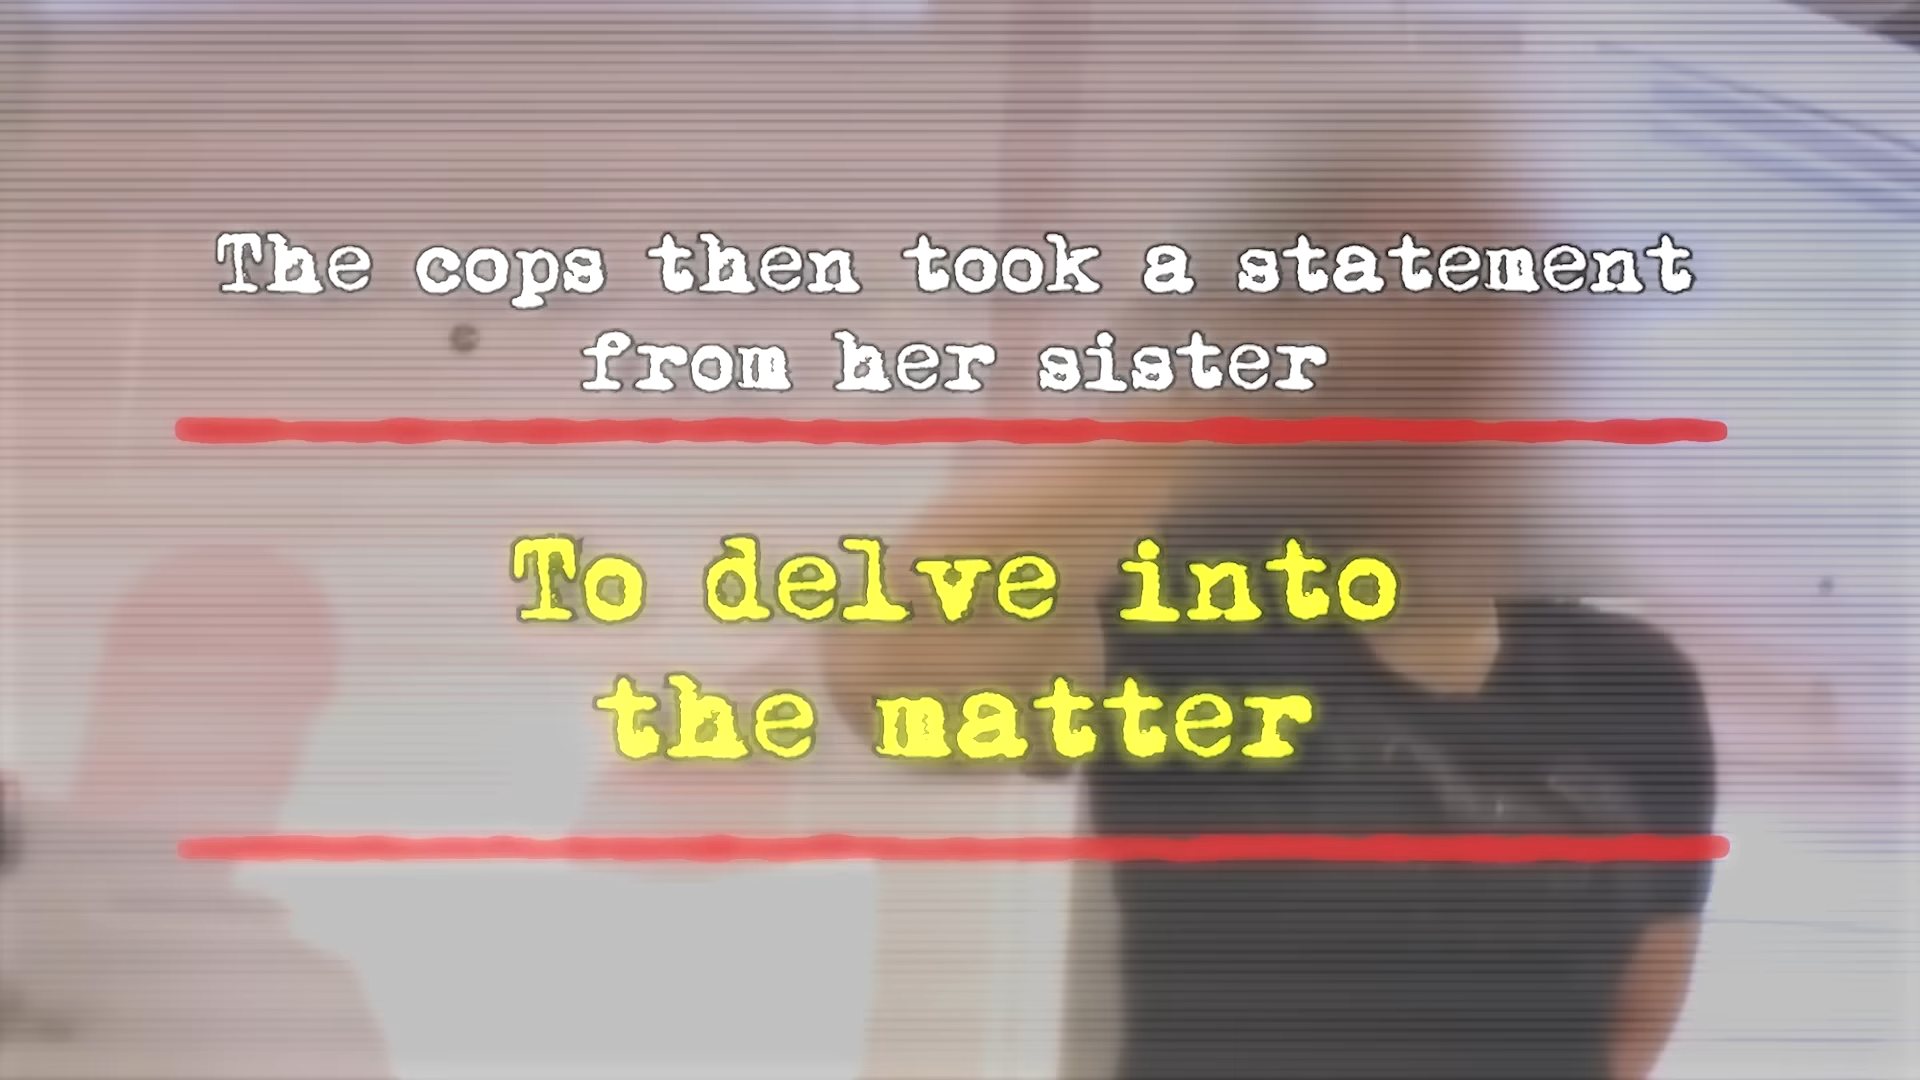 The cops then took a statement
from her sister
To delve into
the matter